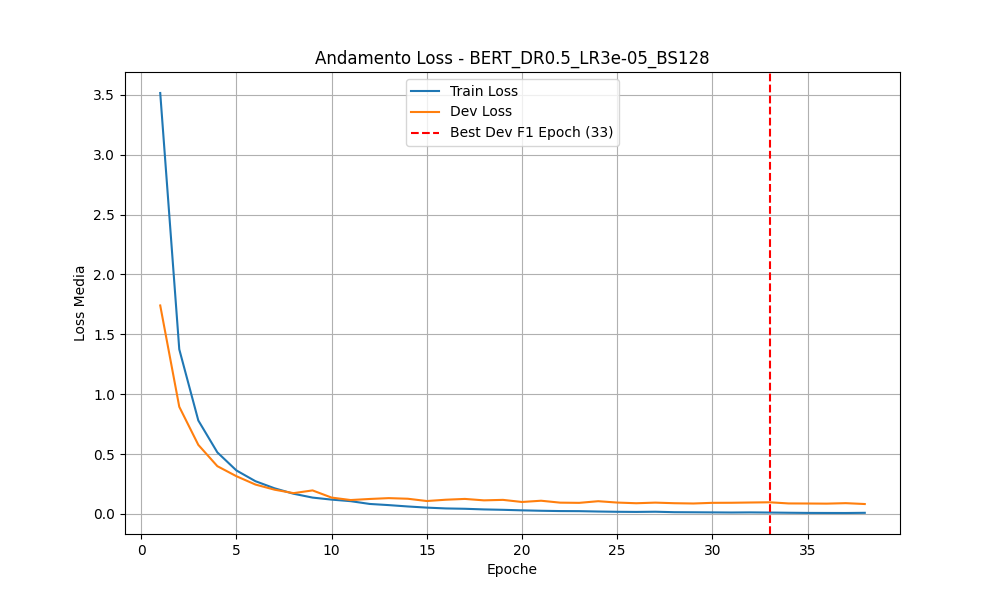 Andamento Loss - BERT_DR0.5_LR3e-05_BS128
Train Loss
Dev Loss
Best Dev F1 Epoch (33)
Loss Media
3.5
3.0
2.5
2.0
1.5
1.0
0.5
0.0
0 5 10 15 20 25 30 35
Epoche